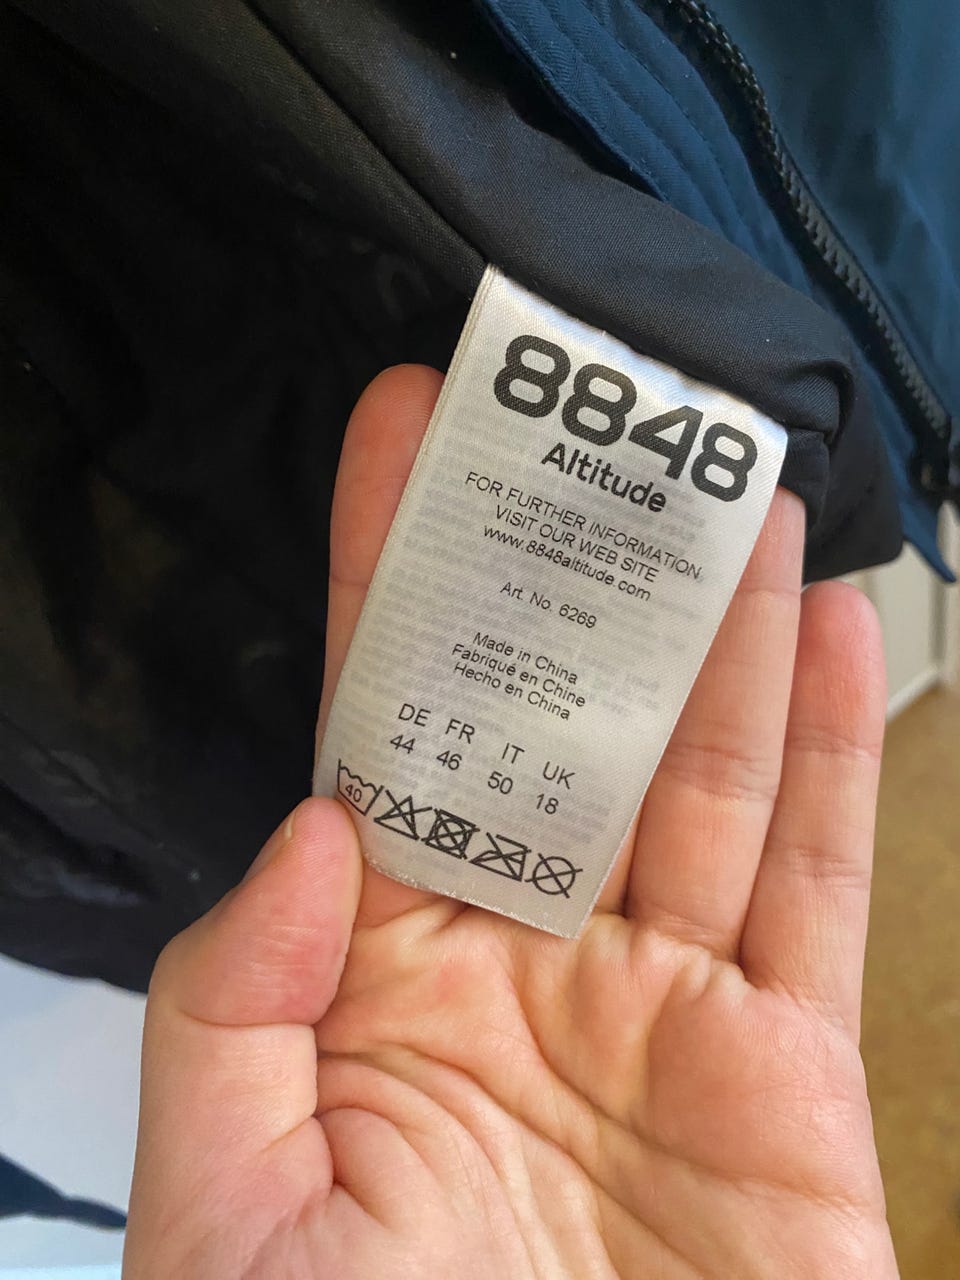 8848
Altitude
FOR FURTHER INFORMATION
VISIT OUR WEB SITE
www.8848altitude.com
Art. No. 6269
Made in China
Fabriqué en Chine
Hecho en China
DE FR IT UK
44 46 50 18
40